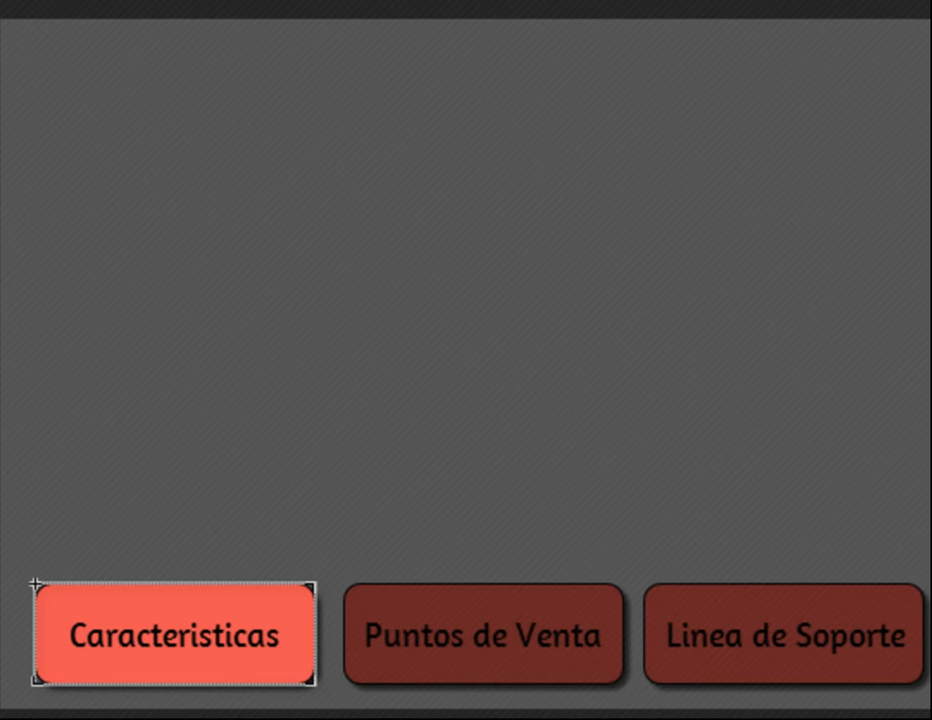 Caracteristicas
Puntos de Venta
Linea de Soporte